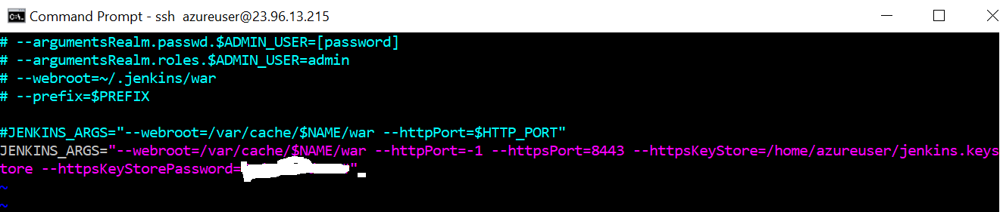 Command Prompt - ssh azureuser@23.96.13.215
# --argumentsRealm.passwd.$ADMIN_USER=[password]
# --argumentsRealm.roles.$ADMIN_USER=admin
# --webroot=~/.jenkins/war
# --prefix=$PREFIX
#JENKINS_ARGS="--webroot=/var/cache/$NAME/war --httpPort=$HTTP_PORT"
JENKINS_ARGS="--webroot=/var/cache/$NAME/war --httpPort=-1 --httpsPort=8443 --httpsKeyStore=/home/azureuser/jenkins.keys
tore --httpsKeyStorePassword="
~
~